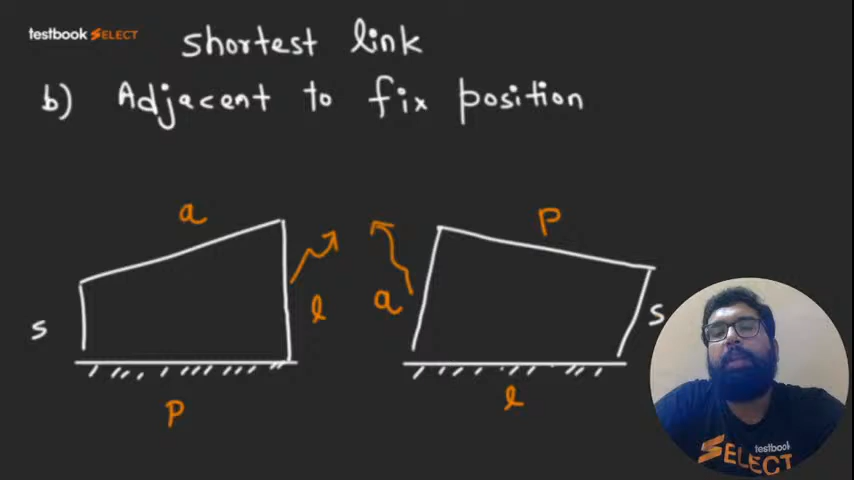 testbook SELECT
shortest link
b) Adjacent to fix position
a
P
s
l
a
s
P
l
testbook
SELECT